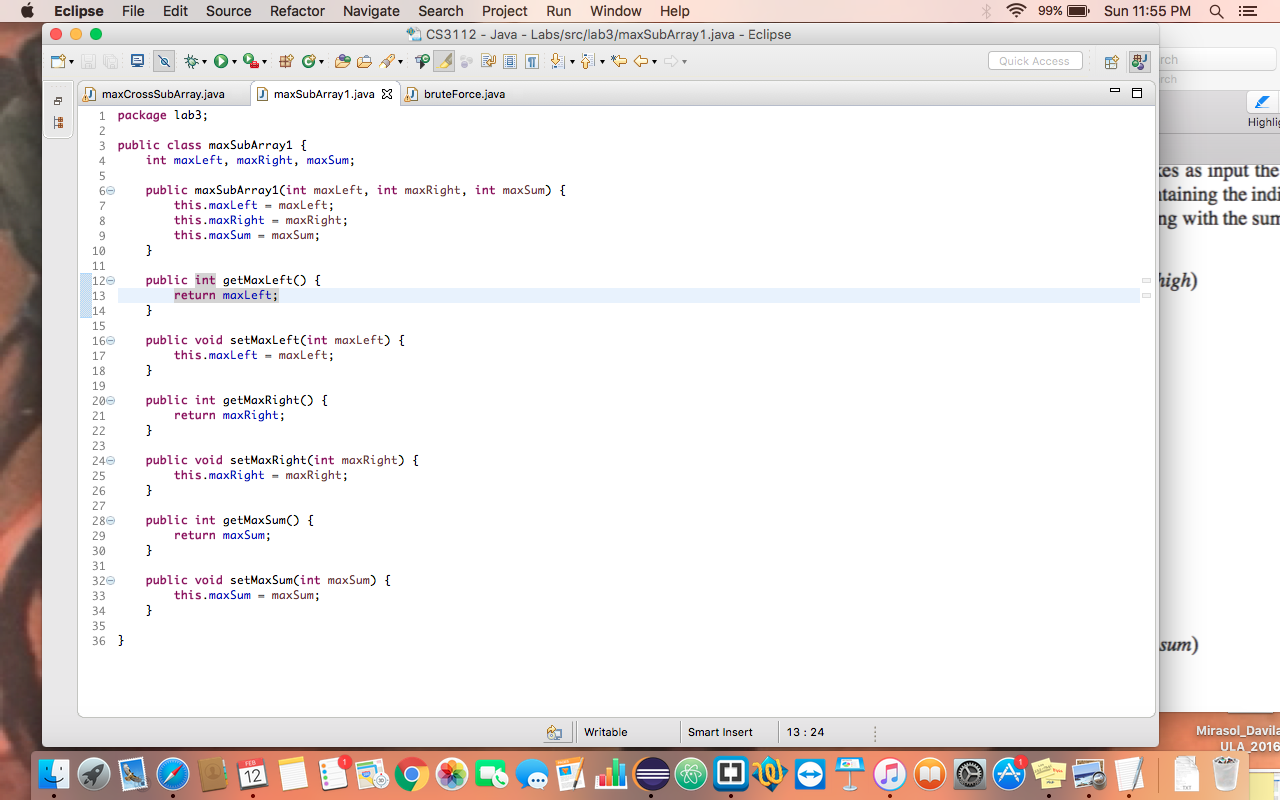 Eclipse File Edit Source Refactor Navigate Search Project Run Window Help 99% Sun 11:55 PM
CS3112 - Java - Labs/src/lab3/maxSubArray1.java - Eclipse
Quick Access
rch
rch
maxCrossSubArray.java maxSubArray1.java bruteForce.java
Highlig
1 package lab3;
2
3 public class maxSubArray1 {
4 int maxLeft, maxRight, maxSum;
5
6 public maxSubArray1(int maxLeft, int maxRight, int maxSum) {
7 this.maxLeft = maxLeft;
8 this.maxRight = maxRight;
9 this.maxSum = maxSum;
10 }
11
12 public int getMaxLeft() {
13 return maxLeft;
14 }
15
16 public void setMaxLeft(int maxLeft) {
17 this.maxLeft = maxLeft;
18 }
19
20 public int getMaxRight() {
21 return maxRight;
22 }
23
24 public void setMaxRight(int maxRight) {
25 this.maxRight = maxRight;
26 }
27
28 public int getMaxSum() {
29 return maxSum;
30 }
31
32 public void setMaxSum(int maxSum) {
33 this.maxSum = maxSum;
34 }
35
36 }
kes as input the
taining the indi
ng with the sum
high)
sum)
Writable Smart Insert 13 : 24
Mirasol_Davila
ULA_2016
FEB
12
1
1
TXT